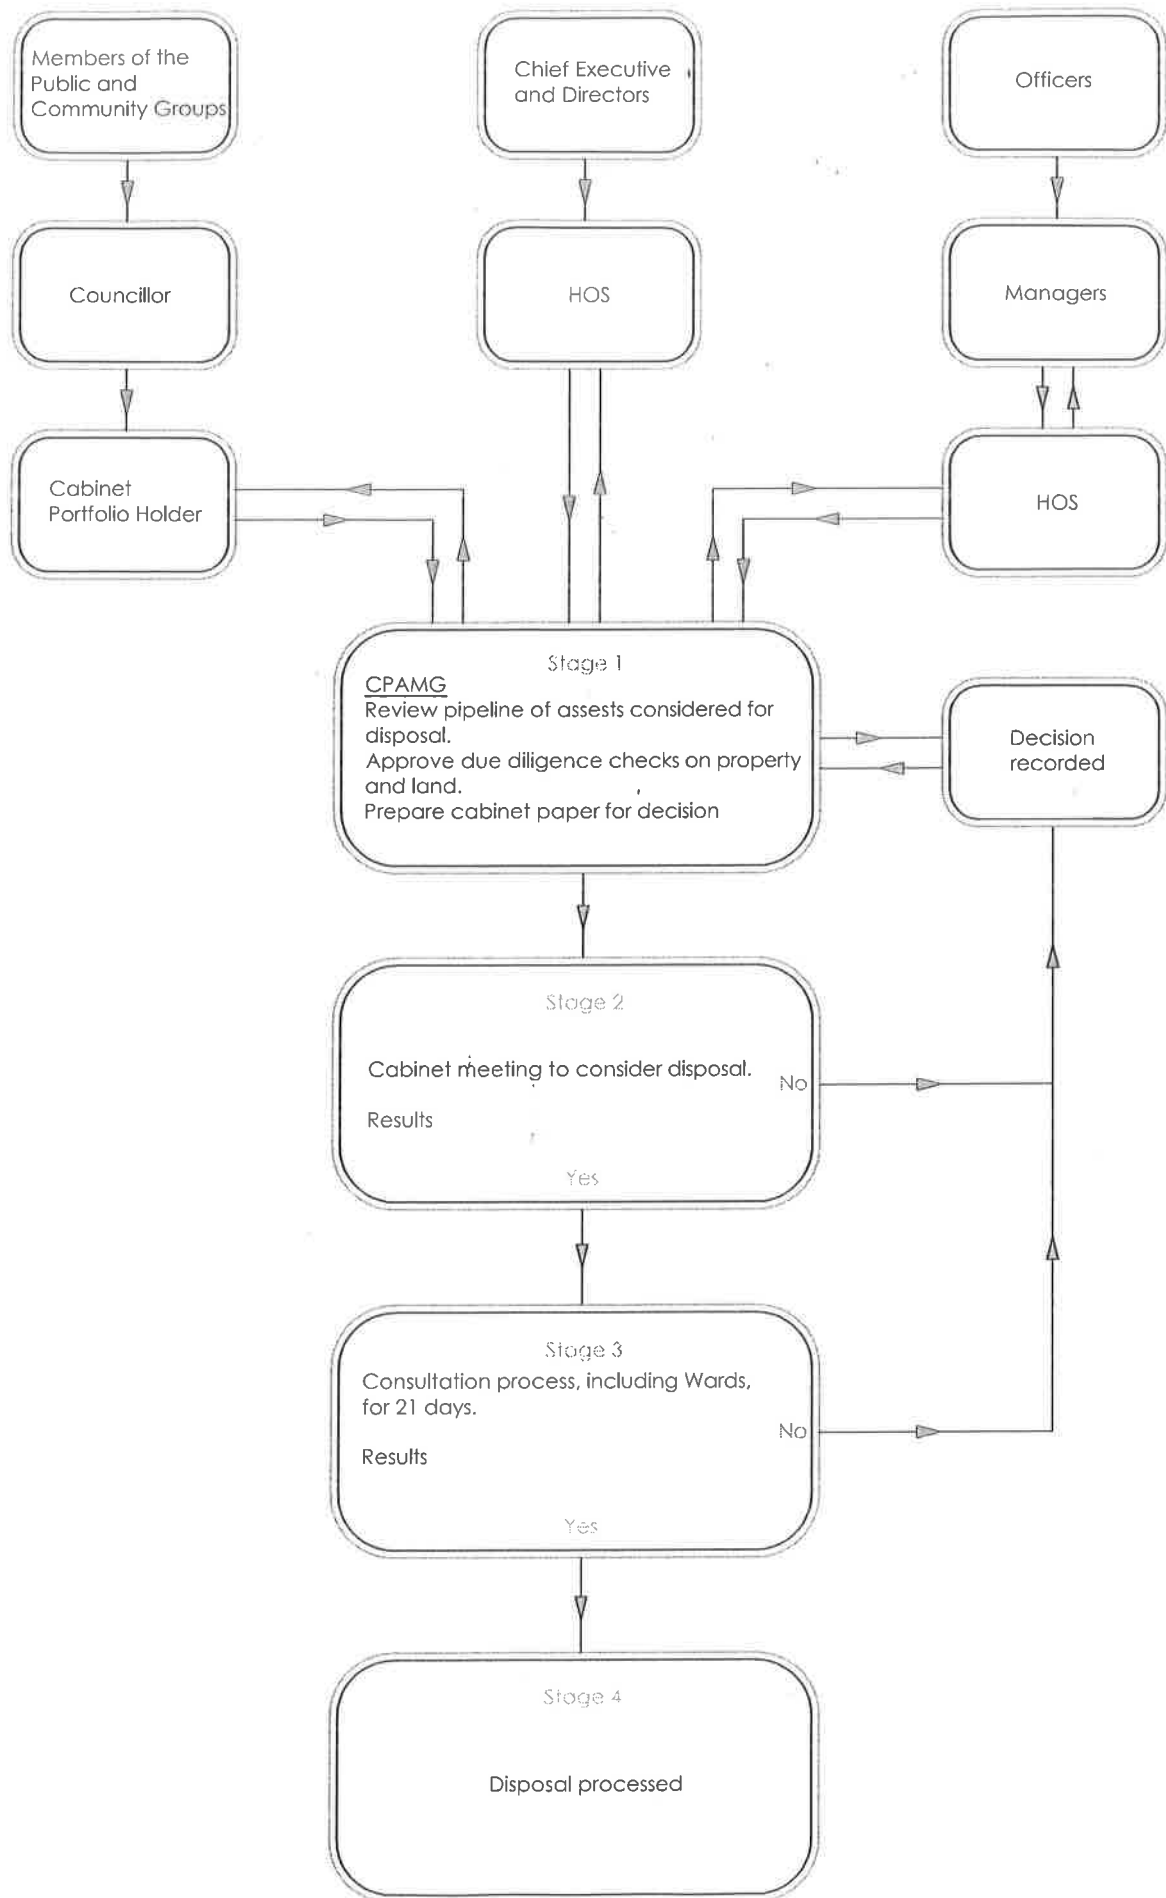 Members of the
Public and
Community Groups
Chief Executive
and Directors
Officers
Councillor
HOS
Managers
Cabinet
Portfolio Holder
HOS
Stage 1
CPAMG
Review pipeline of assests considered for
disposal.
Approve due diligence checks on property
and land.
Prepare cabinet paper for decision
Decision
recorded
Stage 2
Cabinet meeting to consider disposal.
No
Results
Yes
Stage 3
Consultation process, including Wards,
for 21 days.
No
Results
Yes
Stage 4
Disposal processed